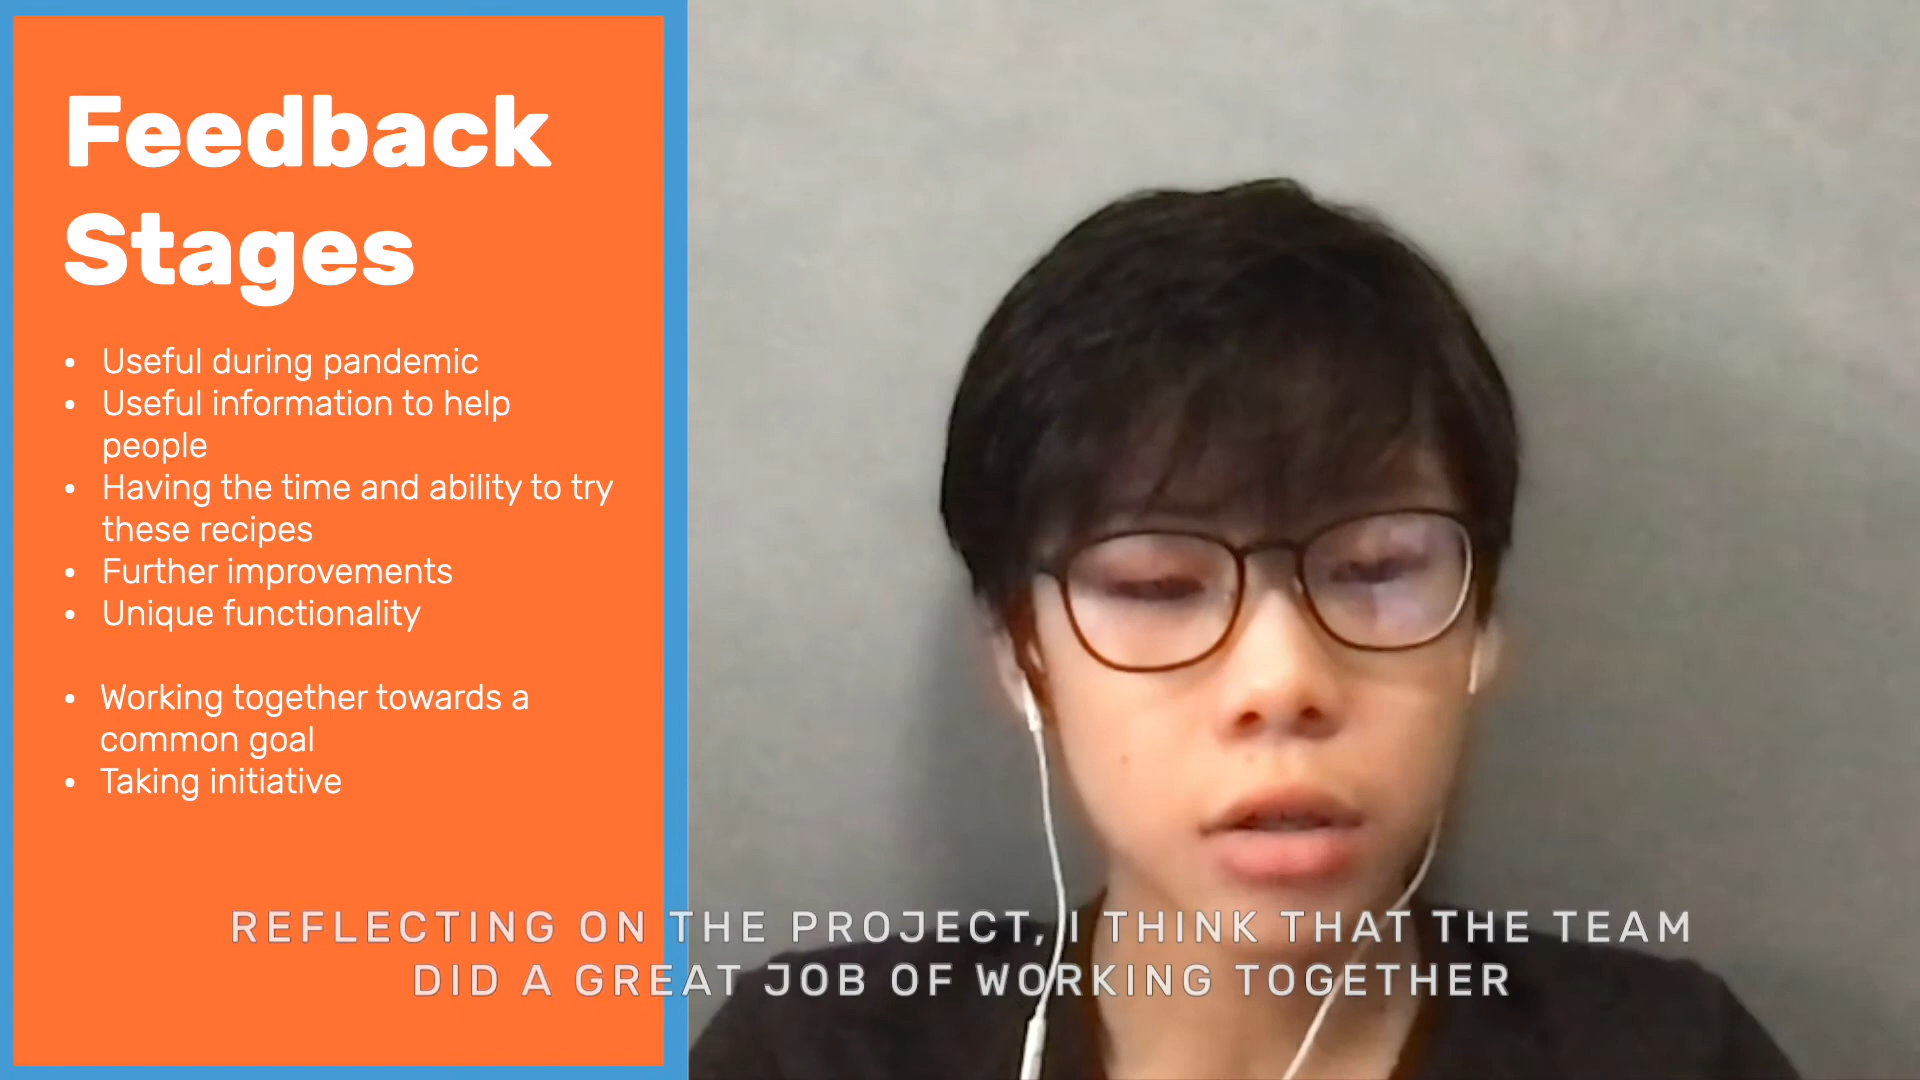 Feedback
Stages
• Useful during pandemic
• Useful information to help
people
• Having the time and ability to try
these recipes
• Further improvements
• Unique functionality
• Working together towards a
common goal
• Taking initiative
REFLECTING ON THE PROJECT, I THINK THAT THE TEAM
DID A GREAT JOB OF WORKING TOGETHER